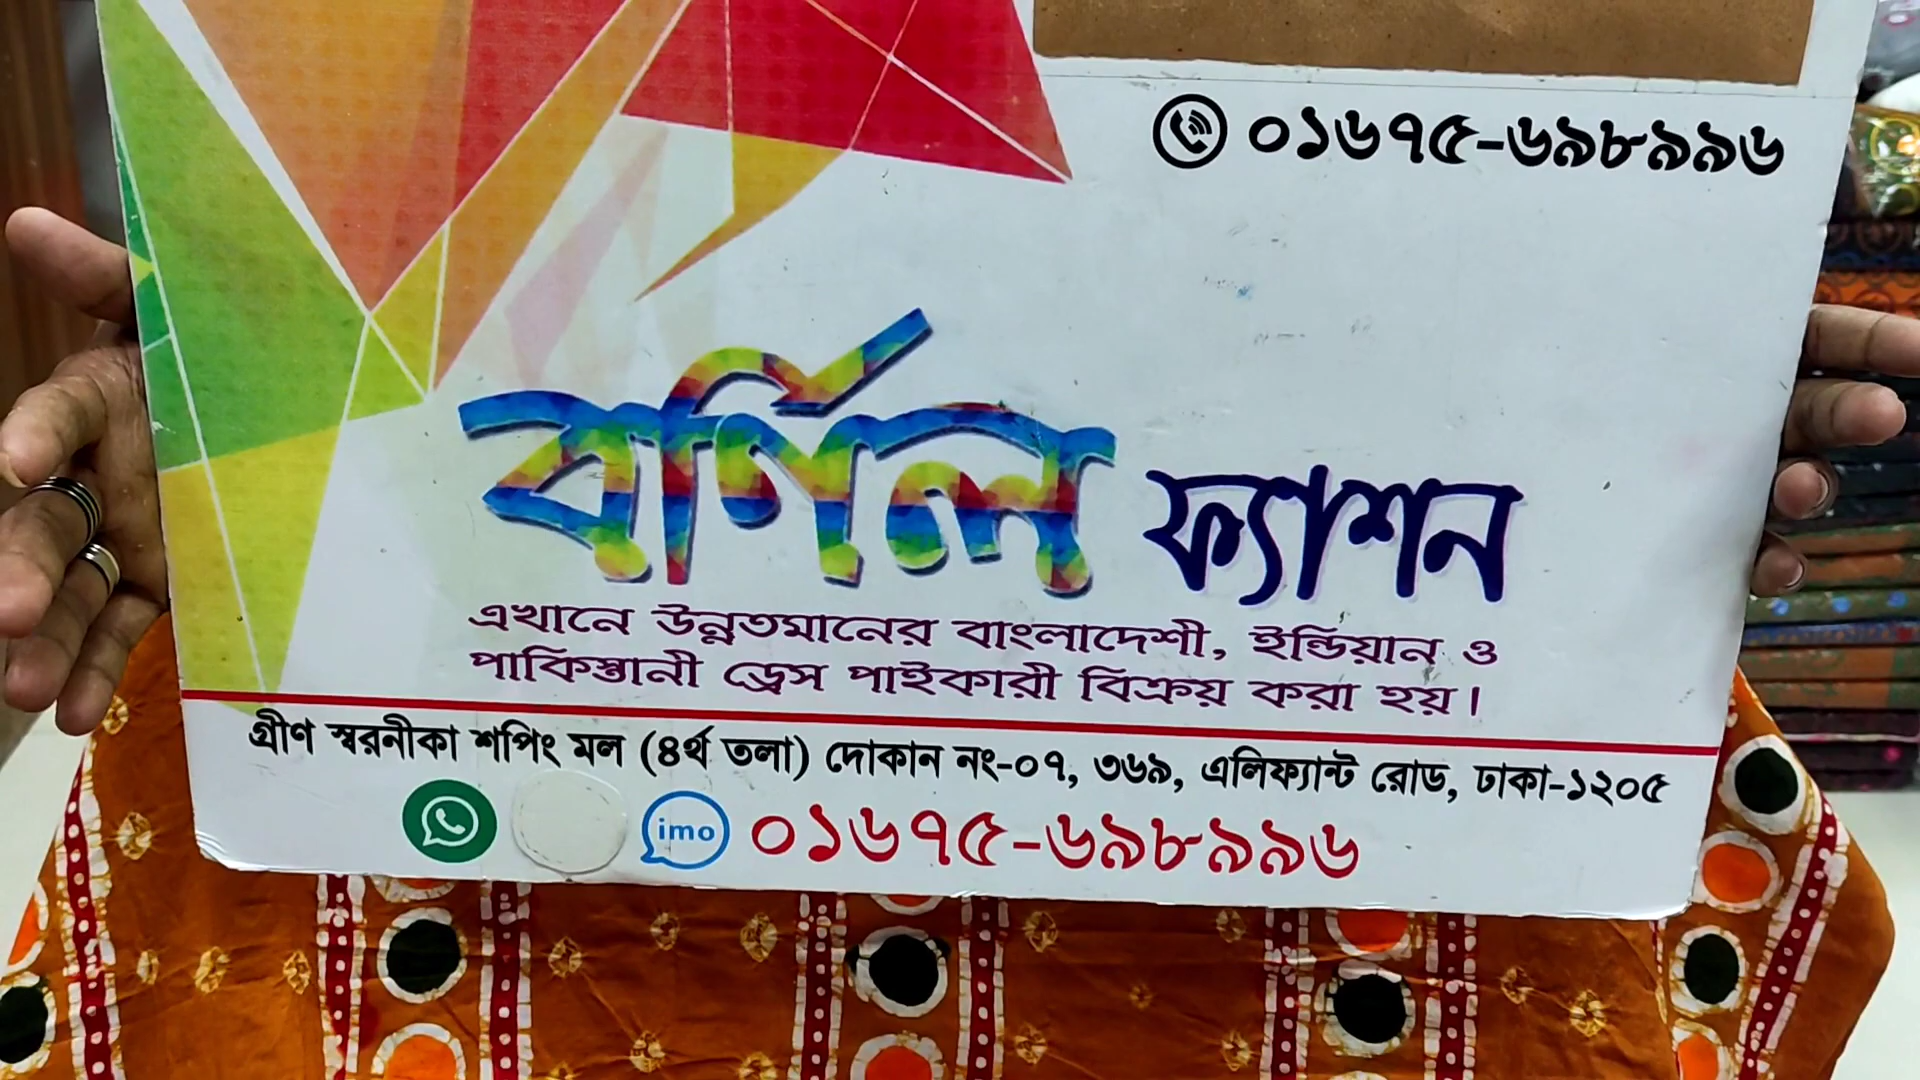 ০১৬৭৫-৬৯৮৯৯৬
বর্ণিল ফ্যাশন
এখানে উন্নতমানের বাংলাদেশী, ইন্ডিয়ান ও
পাকিস্তানী ড্রেস পাইকারী বিক্রয় করা হয়।
গ্রীণ স্বরনীকা শপিং মল (৪র্থ তলা) দোকান নং-০৭, ৩৬৯, এলিফ্যান্ট রোড, ঢাকা-১২০৫
imo ০১৬৭৫-৬৯৮৯৯৬